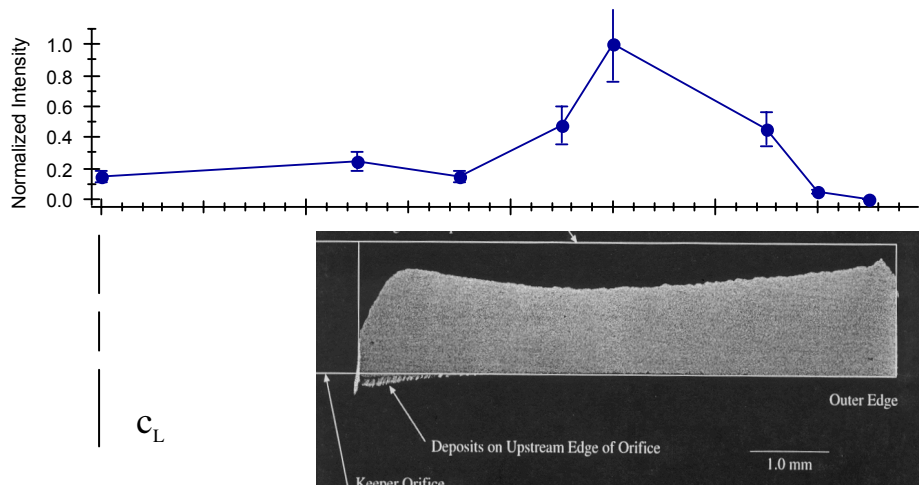 Normalized Intensity
1.0
0.8
0.6
0.4
0.2
0.0
Outer Edge
Deposits on Upstream Edge of Orifice
1.0 mm
Keeper Orifice
c_L